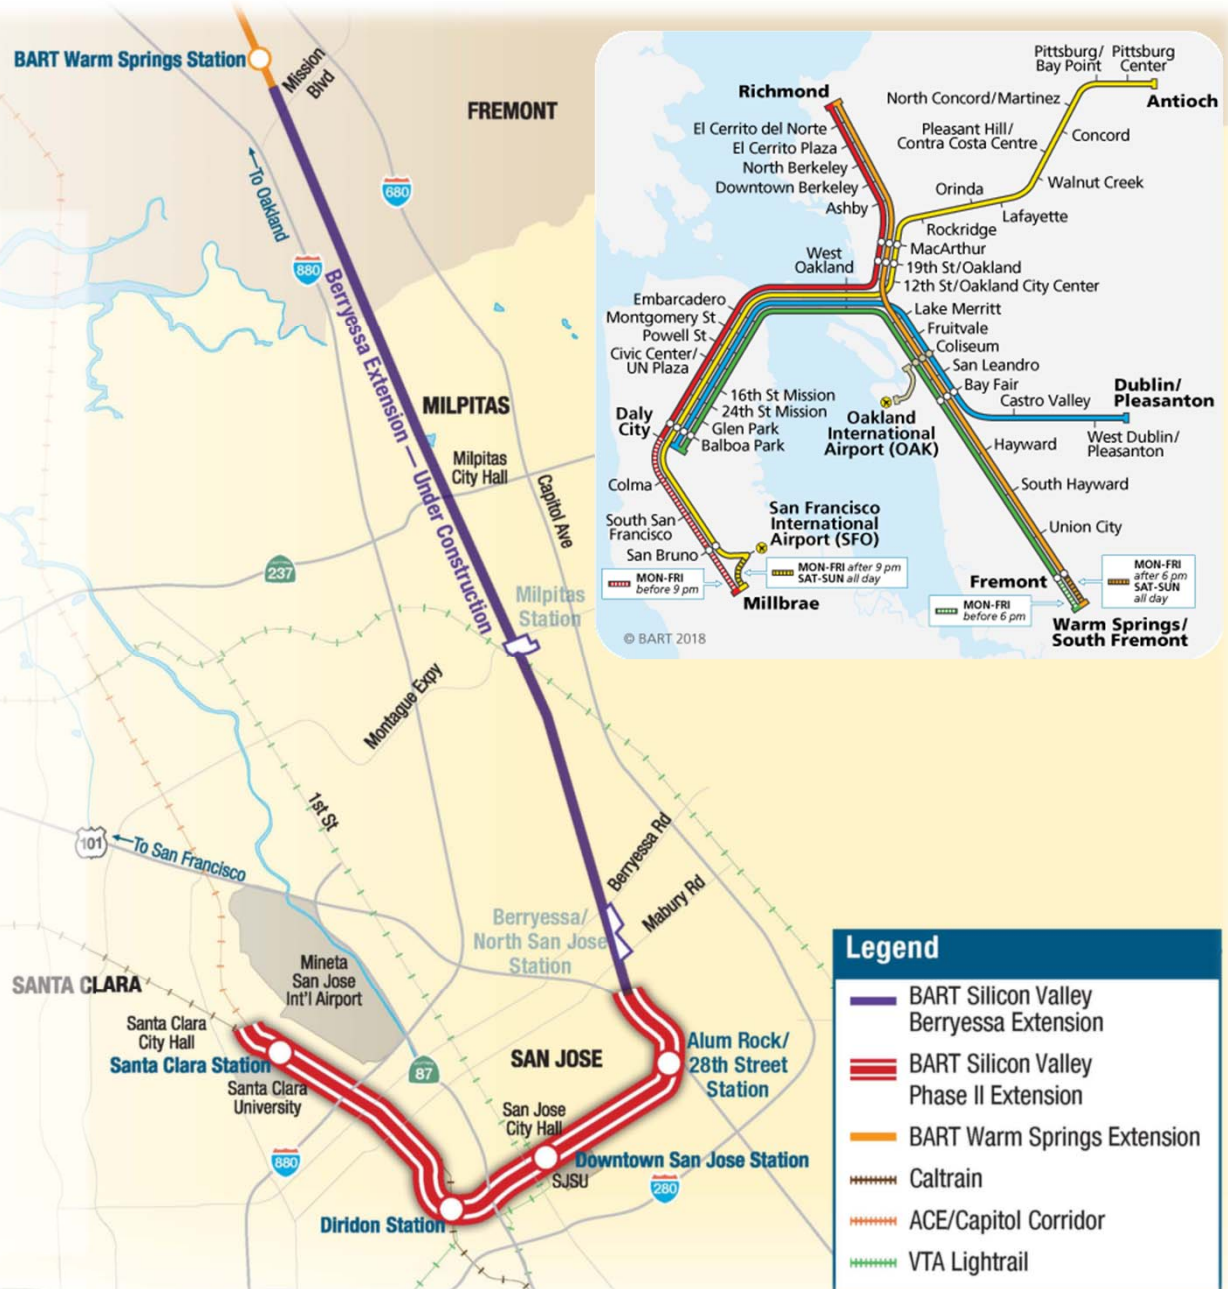 BART Warm Springs Station
Mission
Blvd
FREMONT
680
To Oakland
880
Berryessa Extension — Under Construction
MILPITAS
Milpitas
City Hall
Capitol Ave
237
Milpitas
Station
Montague Expy
1st St
101
To San Francisco
Berryessa Rd
Mabury Rd
Berryessa/
North San Jose
Station
Mineta
San Jose
Int'l Airport
SANTA CLARA
Santa Clara
City Hall
Santa Clara Station
Santa Clara
University
87
SAN JOSE
Alum Rock/
28th Street
Station
San Jose
City Hall
Downtown San Jose Station
SJSU
880
280
Diridon Station
Richmond
El Cerrito del Norte
El Cerrito Plaza
North Berkeley
Downtown Berkeley
Ashby
Pittsburg/
Bay Point
Pittsburg
Center
Antioch
North Concord/Martinez
Concord
Pleasant Hill/
Contra Costa Centre
Walnut Creek
Orinda
Lafayette
Rockridge
MacArthur
19th St/Oakland
12th St/Oakland City Center
West
Oakland
Lake Merritt
Fruitvale
Coliseum
San Leandro
Bay Fair
Castro Valley
Dublin/
Pleasanton
West Dublin/
Pleasanton
Embarcadero
Montgomery St
Powell St
Civic Center/
UN Plaza
16th St Mission
24th St Mission
Glen Park
Balboa Park
Daly
City
Colma
South San
Francisco
San Bruno
Oakland
International
Airport (OAK)
San Francisco
International
Airport (SFO)
Hayward
South Hayward
Union City
Fremont
Warm Springs/
South Fremont
Millbrae
MON-FRI
before 9 pm
MON-FRI after 9 pm
SAT-SUN all day
MON-FRI
before 6 pm
MON-FRI
after 6 pm
SAT-SUN
all day
© BART 2018
Legend
BART Silicon Valley
Berryessa Extension
BART Silicon Valley
Phase II Extension
BART Warm Springs Extension
Caltrain
ACE/Capitol Corridor
VTA Lightrail